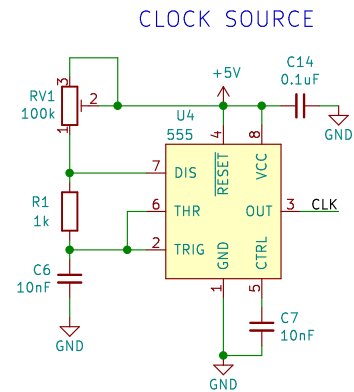 CLOCK SOURCE
C14
0.1uF
+5V
GND
RV1
100k
3
2
1
U4
555
4
8
RESET
VCC
7
DIS
R1
1k
6
THR
OUT
3
CLK
2
TRIG
GND
CTRL
C6
10nF
1
5
GND
C7
10nF
GND